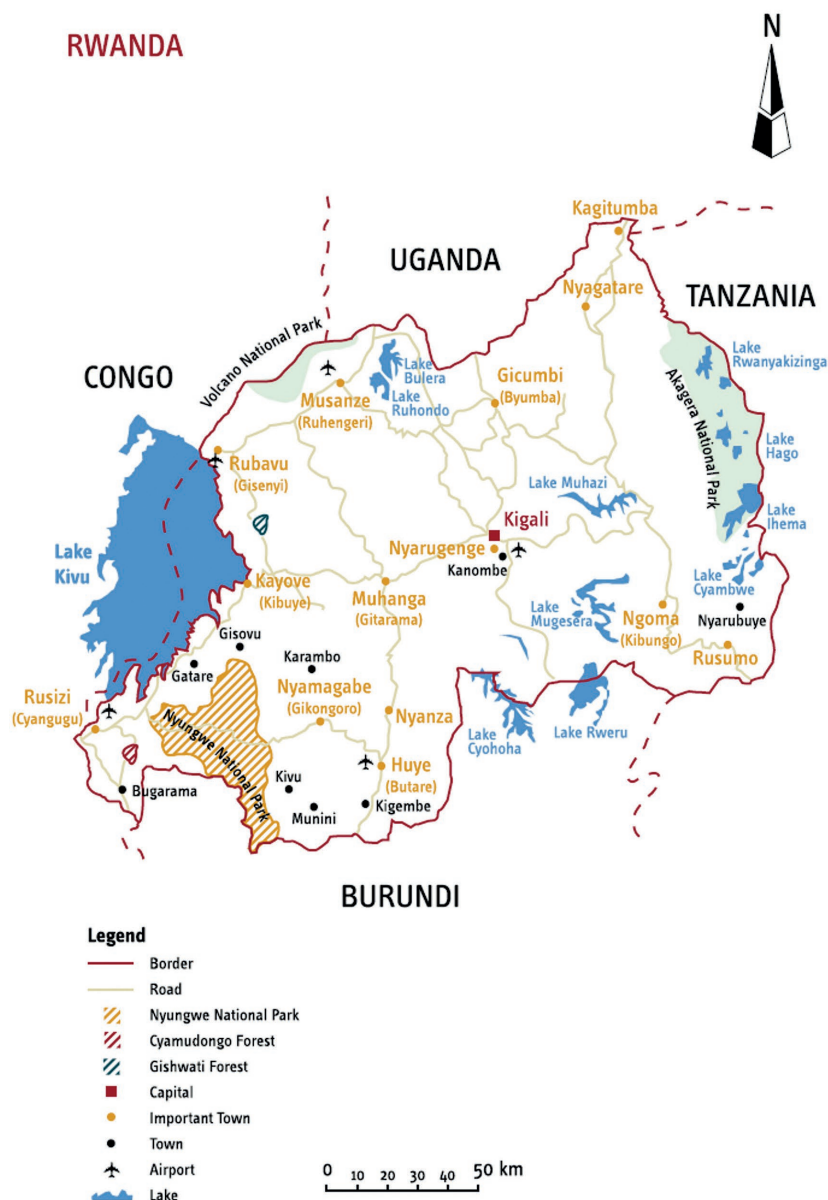 RWANDA
N
Kagitumba
UGANDA
Nyagatare
TANZANIA
Volcano National Park
Lake
Rwanyakizinga
CONGO
Lake
Bulera
Lake
Ruhondo
Gicumbi
(Byumba)
Musanze
(Ruhengeri)
Akagera National Park
Lake
Hago
Rubavu
(Gisenyi)
Lake Muhazi
Lake
Ihema
Kigali
Lake
Kivu
Nyarugenge
Kanombe
Kayove
(Kibuye)
Muhanga
(Gitarama)
Lake
Cyambwe
Lake
Mugesera
Ngoma
(Kibungo)
Nyarubuye
Gisovu
Karambo
Rusumo
Gatare
Nyamagabe
(Gikongoro)
Rusizi
(Cyangugu)
Nyungwe National Park
Nyanza
Lake
Cyohoha
Lake Rweru
Huye
(Butare)
Kivu
Bugarama
Munini
Kigembe
BURUNDI
Legend
Border
Road
Nyungwe National Park
Cyamudongo Forest
Gishwati Forest
Capital
Important Town
Town
Airport
Lake
0 10 20 30 40 50 km